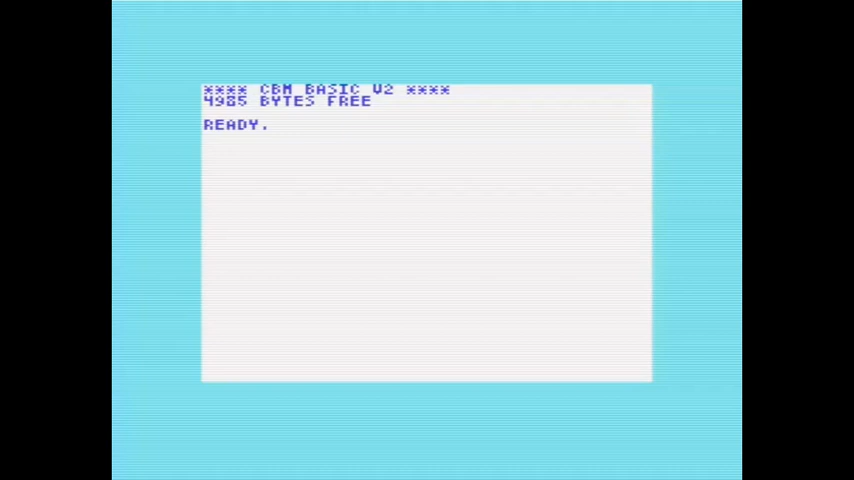 **** CBM BASIC V2 ****
4985 BYTES FREE
READY.